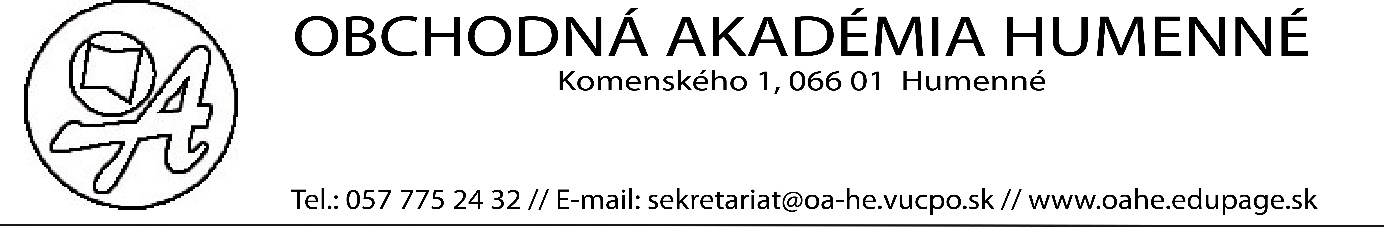 OBCHODNÁ AKADÉMIA HUMENNÉ
Komenského 1, 066 01 Humenné
Tel.: 057 775 24 32 // E-mail: sekretariat@oa-he.vucpo.sk // www.oahe.edupage.sk